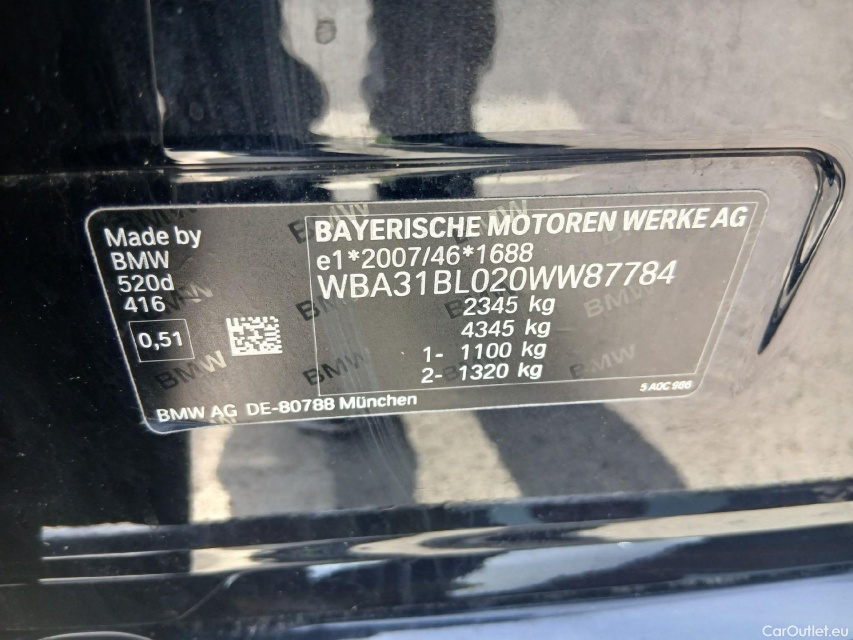 Made by
BMW
520d
416
0,51
BAYERISCHE MOTOREN WERKE AG
e1*2007/46*1688
WBA31BL020WW87784
2345 kg
4345 kg
1- 1100 kg
2- 1320 kg
5 A0C 986
BMW AG DE-80788 München
CarOutlet.eu